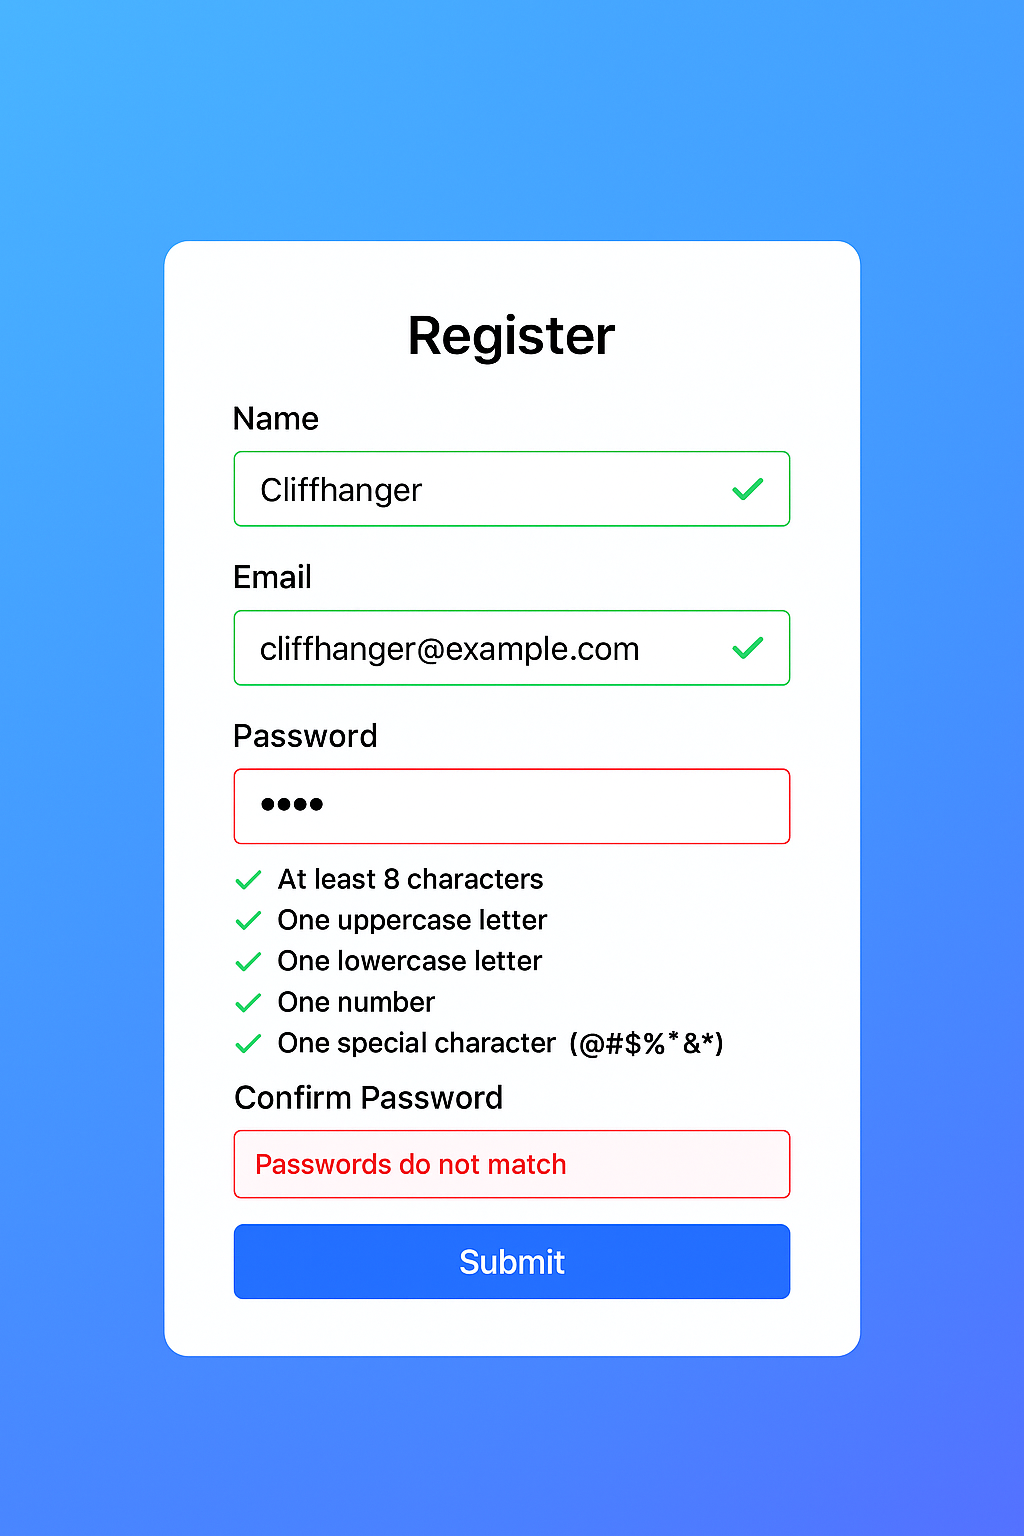 Register
Name
Cliffhanger
Email
cliffhanger@example.com
Password
••••
At least 8 characters
One uppercase letter
One lowercase letter
One number
One special character (@#$%*&*)
Confirm Password
Passwords do not match
Submit